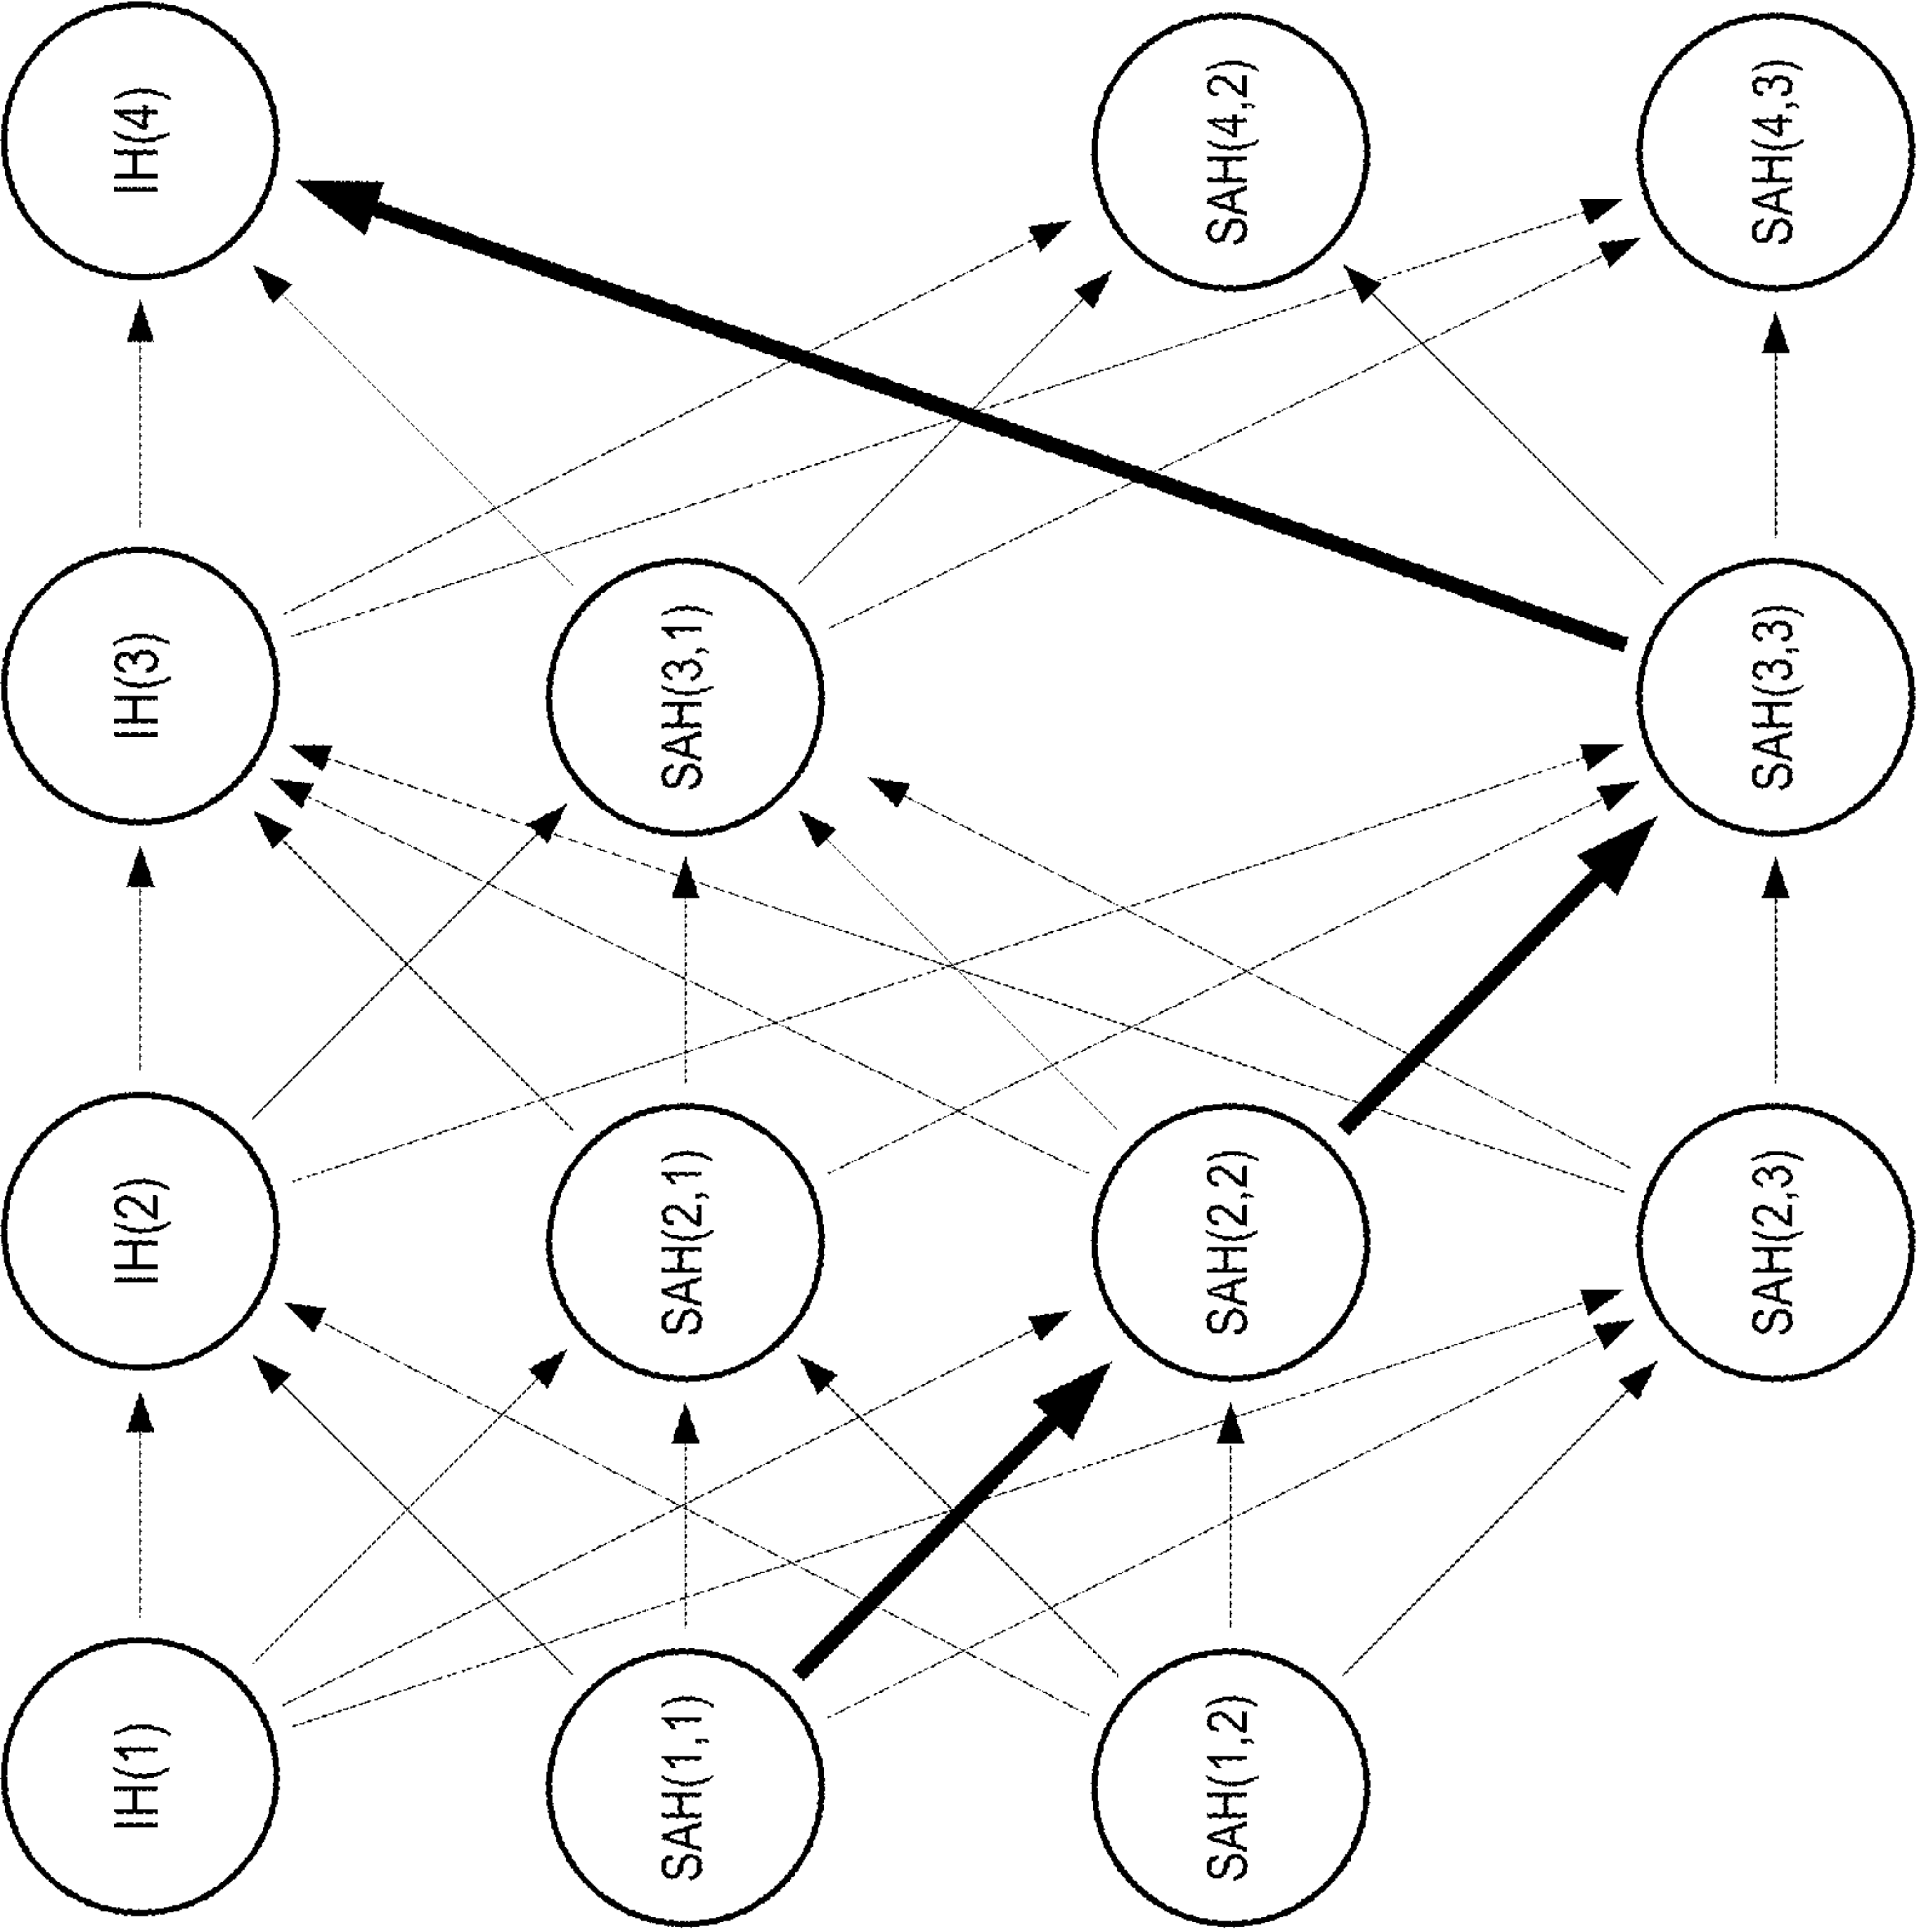 IH(1)
IH(2)
IH(3)
IH(4)
SAH(1,1)
SAH(2,1)
SAH(3,1)
SAH(1,2)
SAH(2,2)
SAH(4,2)
SAH(2,3)
SAH(3,3)
SAH(4,3)